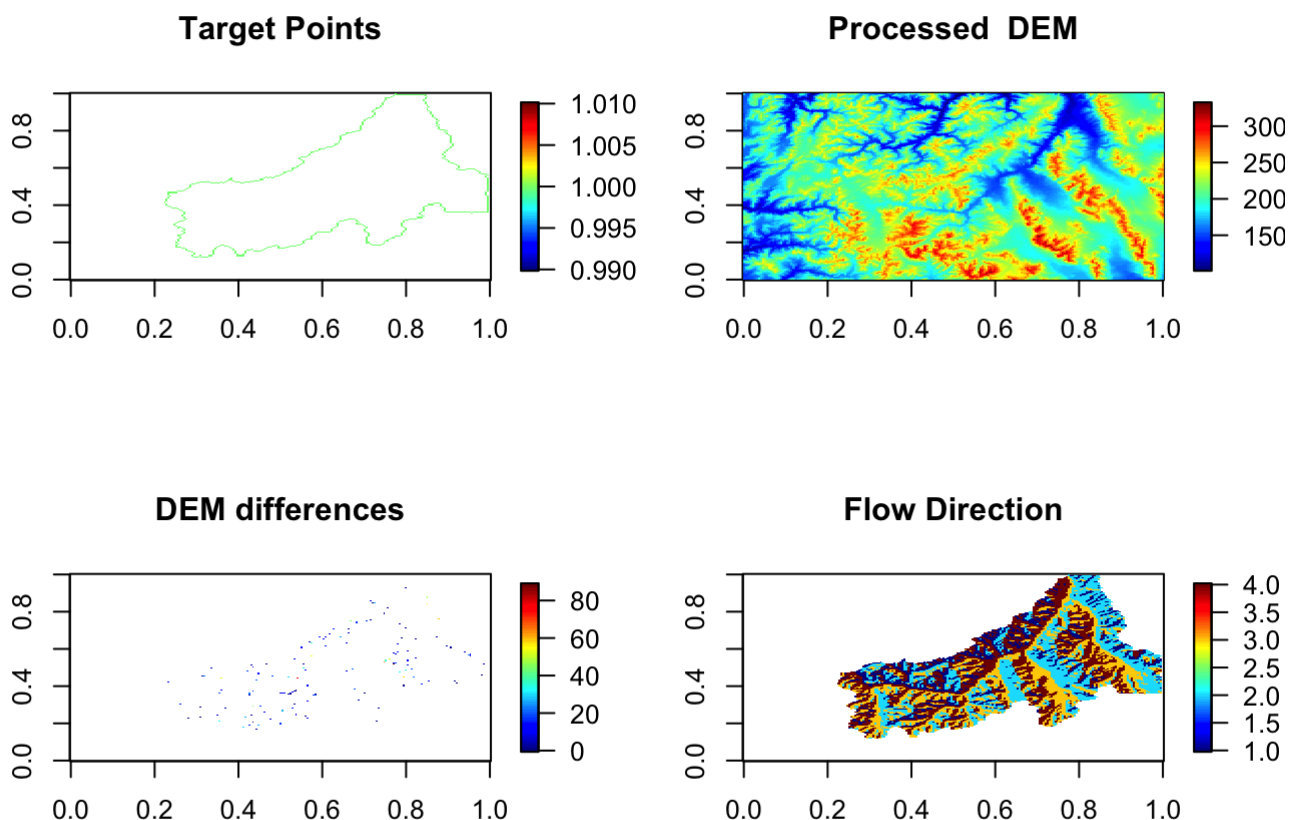 Target Points
0.0 0.4 0.8
0.0 0.2 0.4 0.6 0.8 1.0
1.010
1.005
1.000
0.995
0.990
Processed  DEM
0.0 0.4 0.8
0.0 0.2 0.4 0.6 0.8 1.0
300
250
200
150
DEM differences
0.0 0.4 0.8
0.0 0.2 0.4 0.6 0.8 1.0
80
60
40
20
0
Flow Direction
0.0 0.4 0.8
0.0 0.2 0.4 0.6 0.8 1.0
4.0
3.5
3.0
2.5
2.0
1.5
1.0